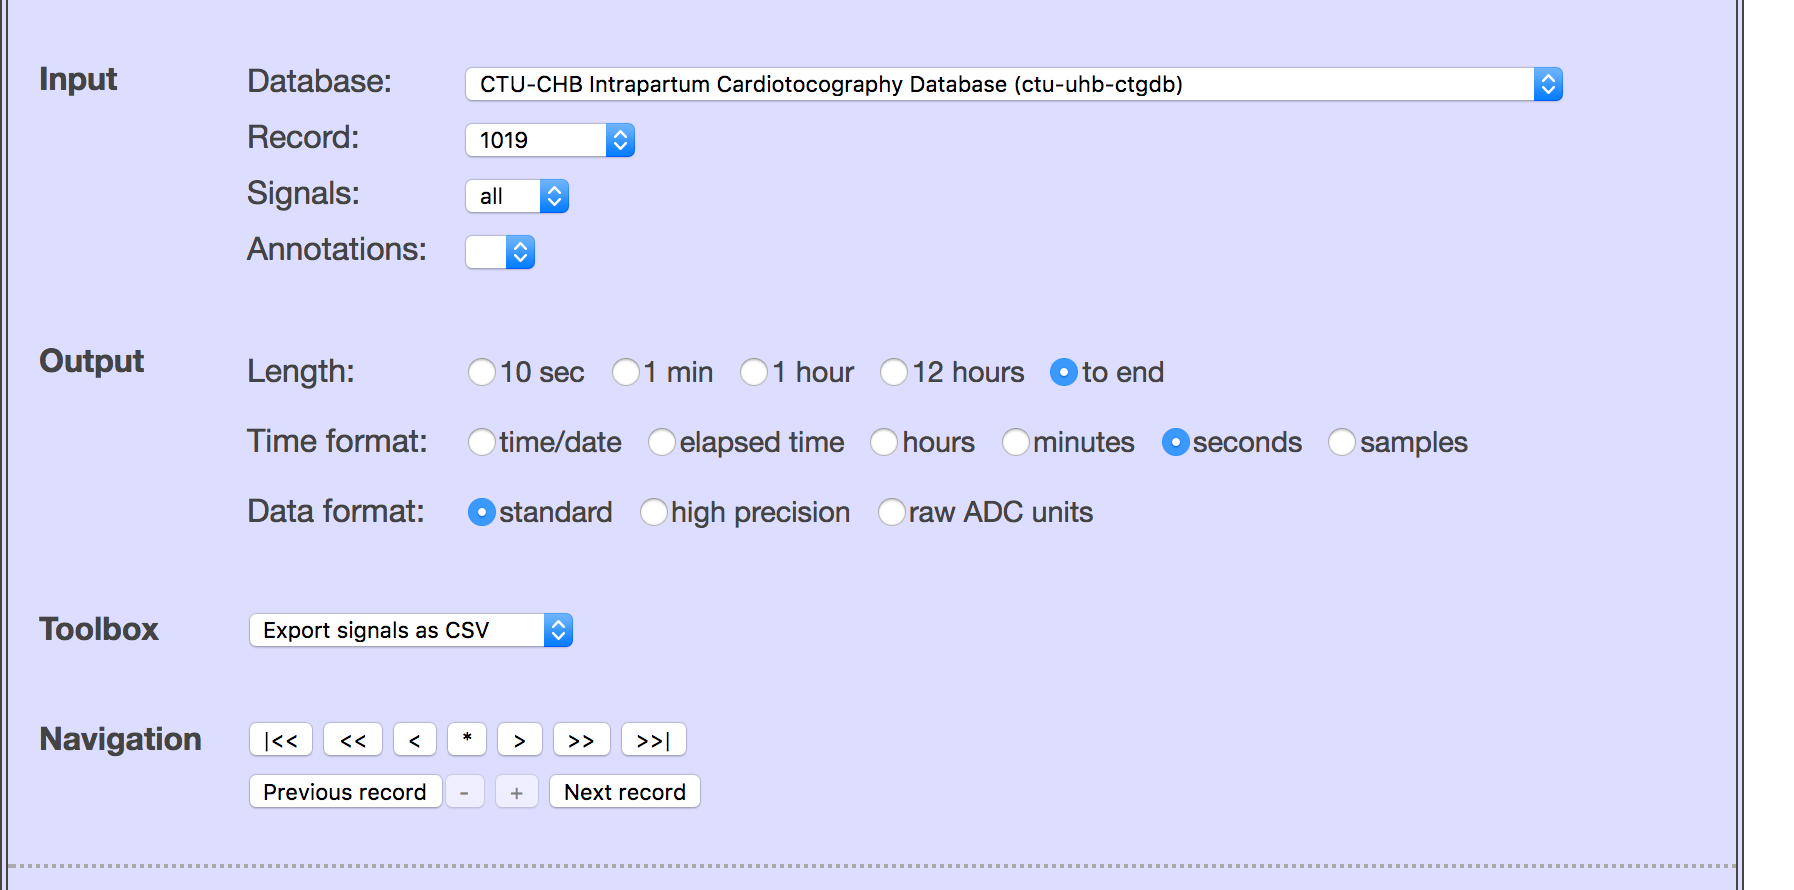 Input Database: CTU-CHB Intrapartum Cardiotocography Database (ctu-uhb-ctgdb)
Record: 1019
Signals: all
Annotations:
Output Length: 10 sec 1 min 1 hour 12 hours to end
Time format: time/date elapsed time hours minutes seconds samples
Data format: standard high precision raw ADC units
Toolbox Export signals as CSV
Navigation |<< << < * > >> >>|
Previous record - + Next record